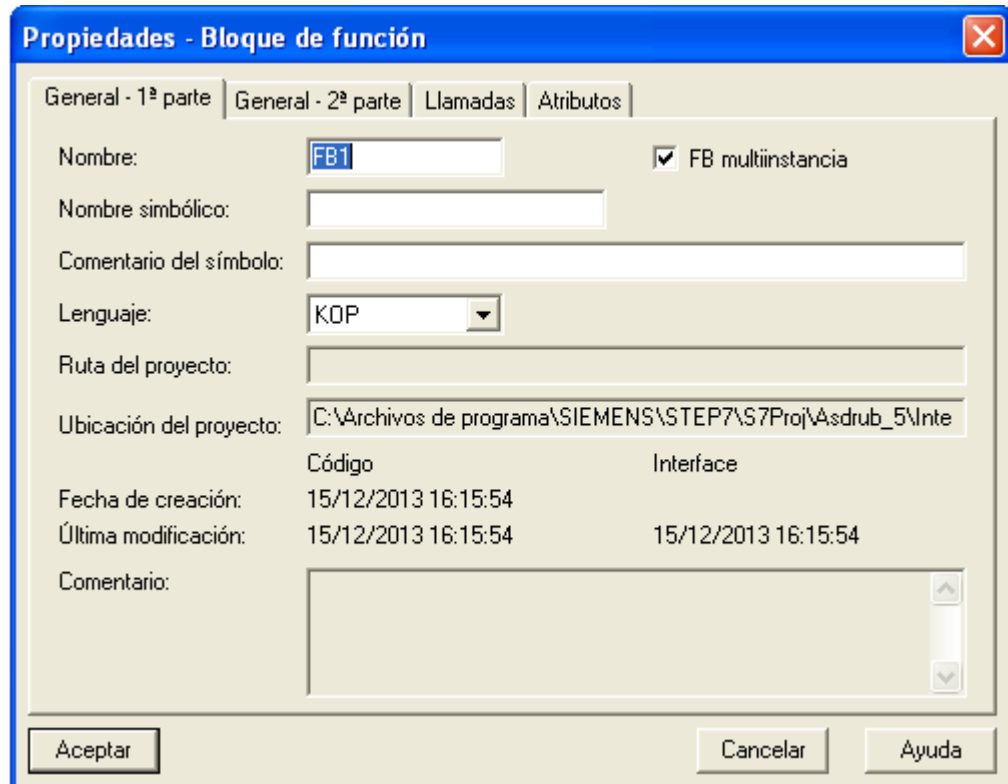 Propiedades - Bloque de función
General - 1ª parte General - 2ª parte Llamadas Atributos
Nombre: FB1 FB multiinstancia
Nombre simbólico:
Comentario del símbolo:
Lenguaje: KOP
Ruta del proyecto:
Ubicación del proyecto: C:\Archivos de programa\SIEMENS\STEP7\S7Proj\Asdrub_5\Inte
Código Interface
Fecha de creación: 15/12/2013 16:15:54
Última modificación: 15/12/2013 16:15:54 15/12/2013 16:15:54
Comentario:
Aceptar Cancelar Ayuda